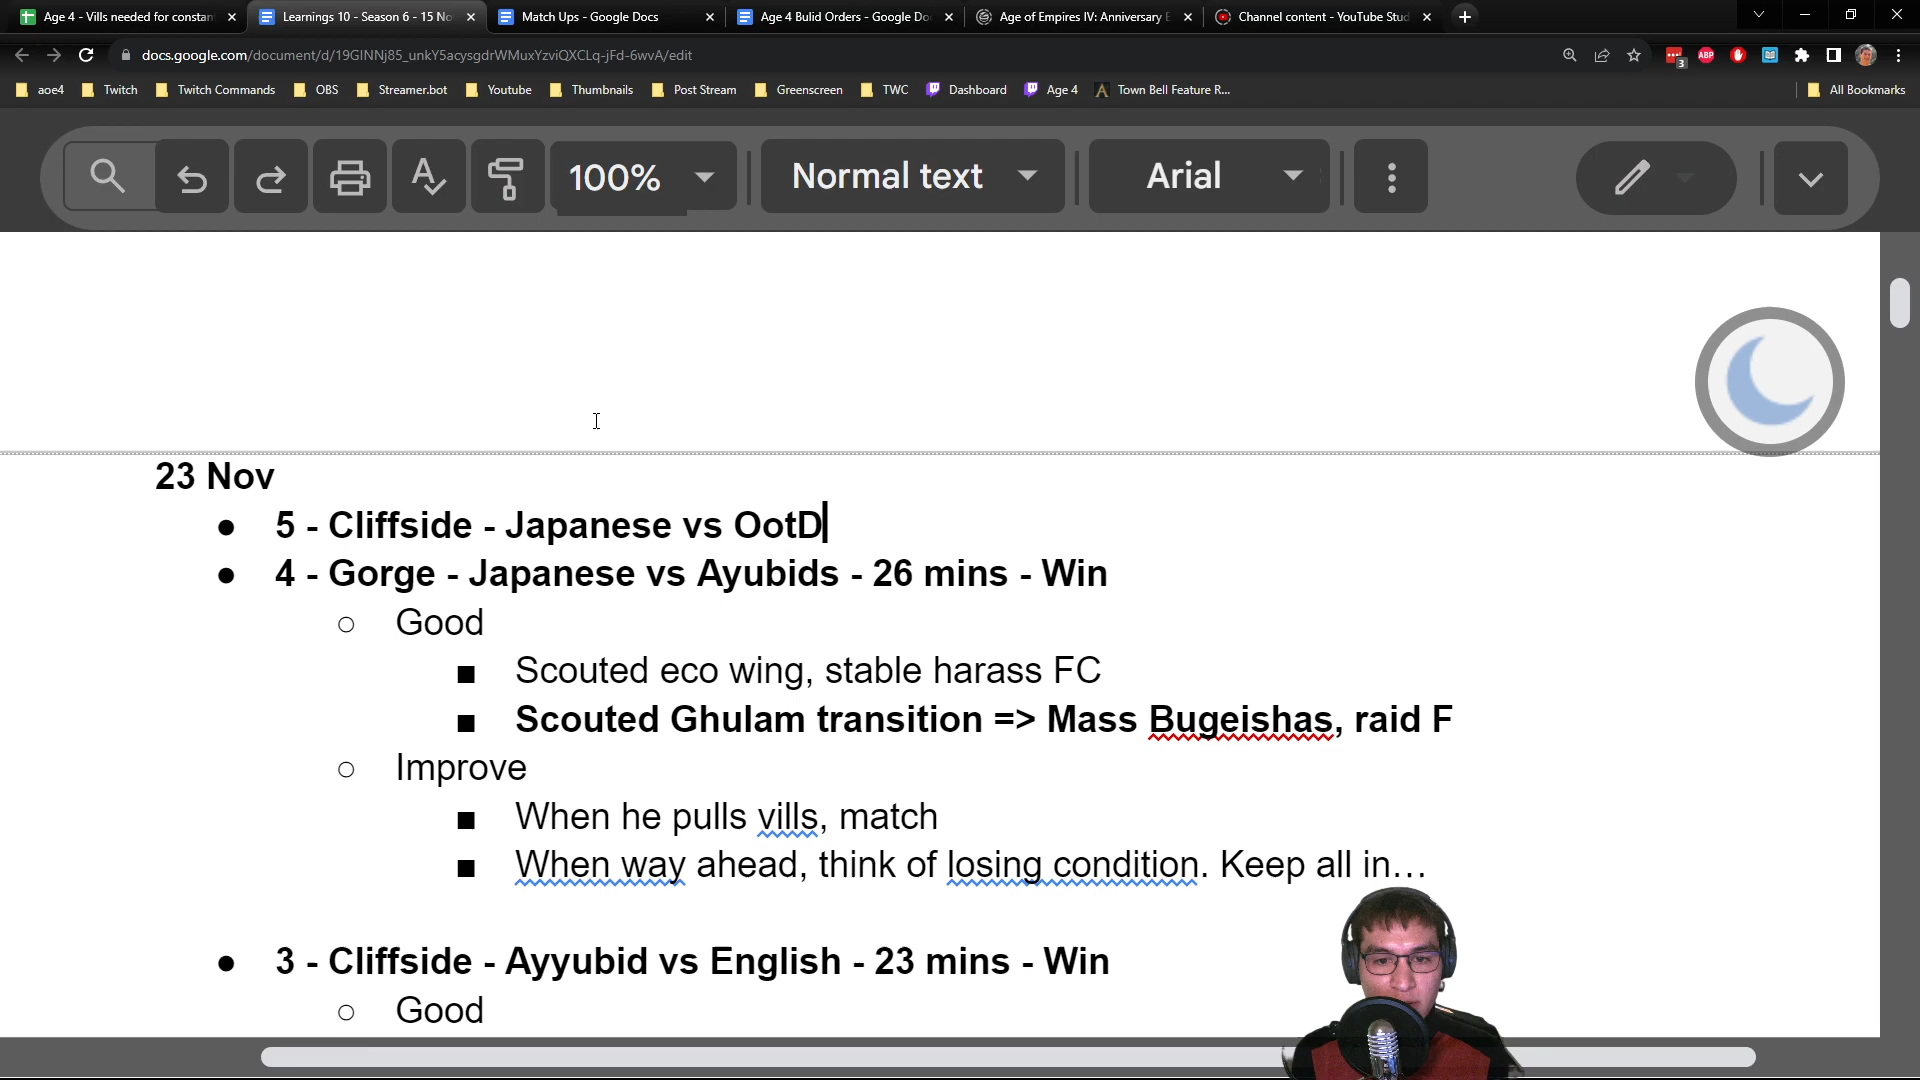 Age 4 - Vills needed for constan
Learnings 10 - Season 6 - 15 No
Match Ups - Google Docs
Age 4 Bulid Orders - Google Do
Age of Empires IV: Anniversary E
Channel content - YouTube Stud
docs.google.com/document/d/19GINNj85_unkY5acysgdrWMuxYzviQXCLq-jFd-6wvA/edit
3
ABP
aoe4
Twitch
Twitch Commands
OBS
Streamer.bot
Youtube
Thumbnails
Post Stream
Greenscreen
TWC
Dashboard
Age 4
Town Bell Feature R...
All Bookmarks
100%
Normal text
Arial
23 Nov
● 5 - Cliffside - Japanese vs OotD
● 4 - Gorge - Japanese vs Ayubids - 26 mins - Win
○ Good
■ Scouted eco wing, stable harass FC
■ Scouted Ghulam transition => Mass Bugeishas, raid F
○ Improve
■ When he pulls vills, match
■ When way ahead, think of losing condition. Keep all in…
● 3 - Cliffside - Ayyubid vs English - 23 mins - Win
○ Good